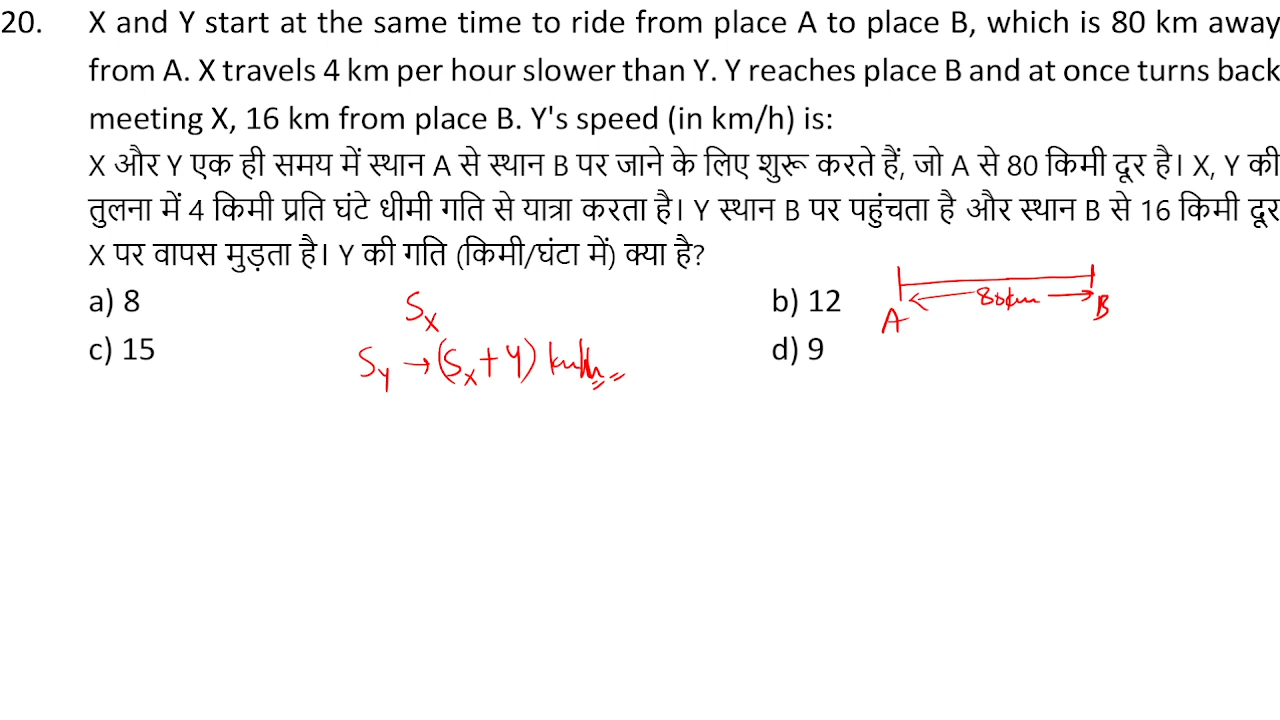 20. X and Y start at the same time to ride from place A to place B, which is 80 km away
from A. X travels 4 km per hour slower than Y. Y reaches place B and at once turns back
meeting X, 16 km from place B. Y's speed (in km/h) is:
X और Y एक ही समय में स्थान A से स्थान B पर जाने के लिए शुरू करते हैं, जो A से 80 किमी दूर है। X, Y की
तुलना में 4 किमी प्रति घंटे धीमी गति से यात्रा करता है। Y स्थान B पर पहुंचता है और स्थान B से 16 किमी दूर
X पर वापस मुड़ता है। Y की गति (किमी/घंटा में) क्या है?
a) 8 b) 12
c) 15 d) 9
80km
A B
Sx
Sy → (Sx + 4) km/h